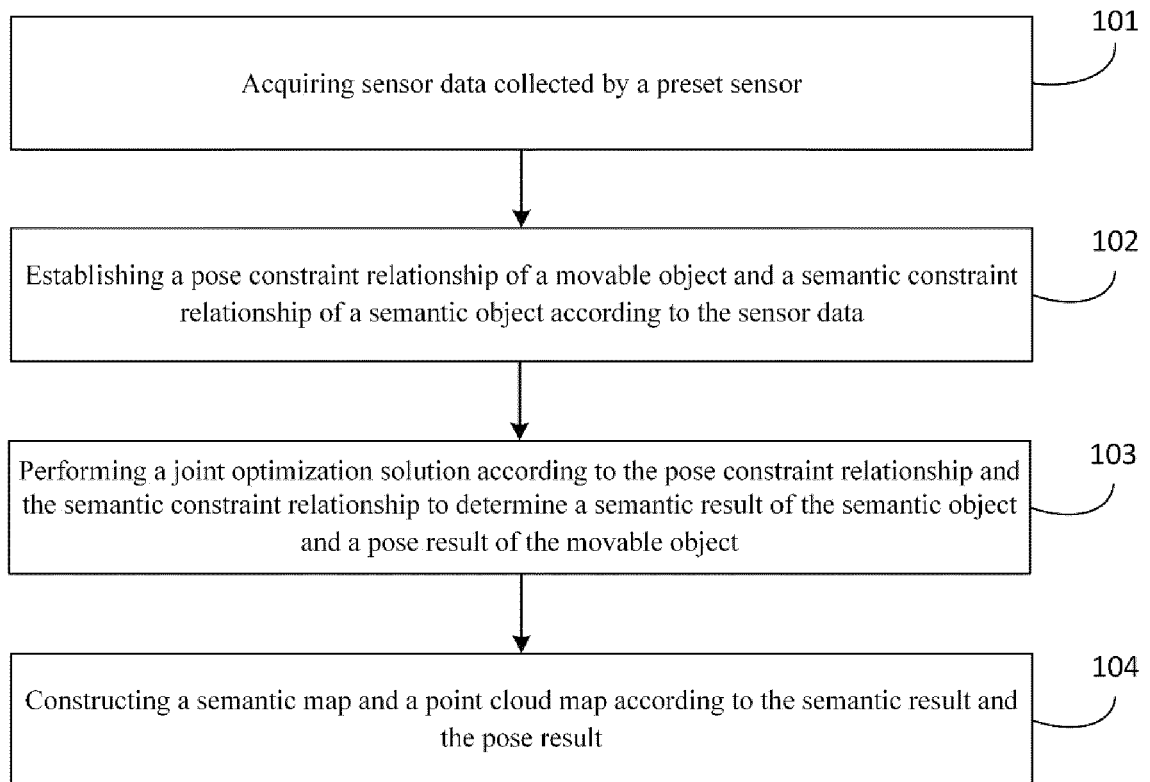 101
Acquiring sensor data collected by a preset sensor
102
Establishing a pose constraint relationship of a movable object and a semantic constraint
relationship of a semantic object according to the sensor data
103
Performing a joint optimization solution according to the pose constraint relationship and
the semantic constraint relationship to determine a semantic result of the semantic object
and a pose result of the movable object
104
Constructing a semantic map and a point cloud map according to the semantic result and
the pose result